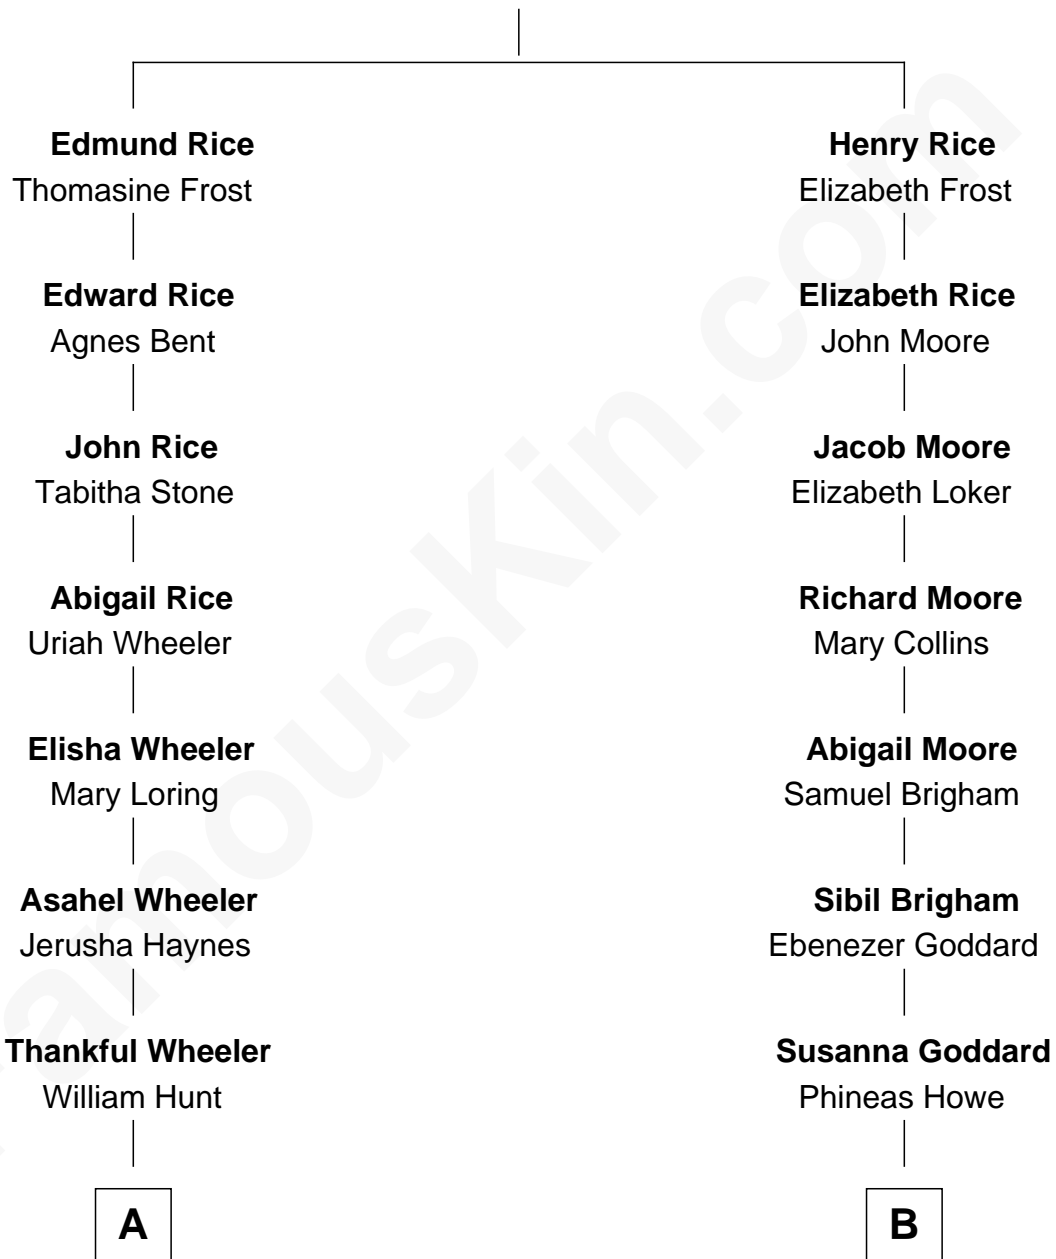 Edmund Rice
Thomasine Frost
Edward Rice
Agnes Bent
John Rice
Tabitha Stone
Abigail Rice
Uriah Wheeler
Elisha Wheeler
Mary Loring
Asahel Wheeler
Jerusha Haynes
Thankful Wheeler
William Hunt
A
Henry Rice
Elizabeth Frost
Elizabeth Rice
John Moore
Jacob Moore
Elizabeth Loker
Richard Moore
Mary Collins
Abigail Moore
Samuel Brigham
Sibil Brigham
Ebenezer Goddard
Susanna Goddard
Phineas Howe
B
FamousKin.com